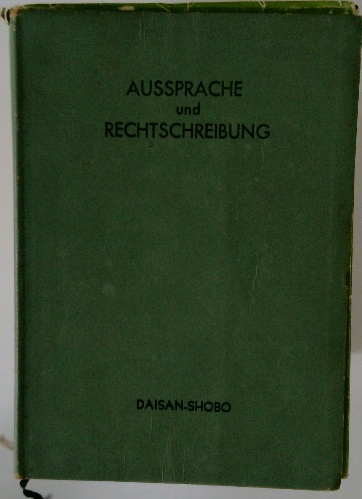 AUSSPRACHE
und
RECHTSCHREIBUNG
DAISAN-SHOBO